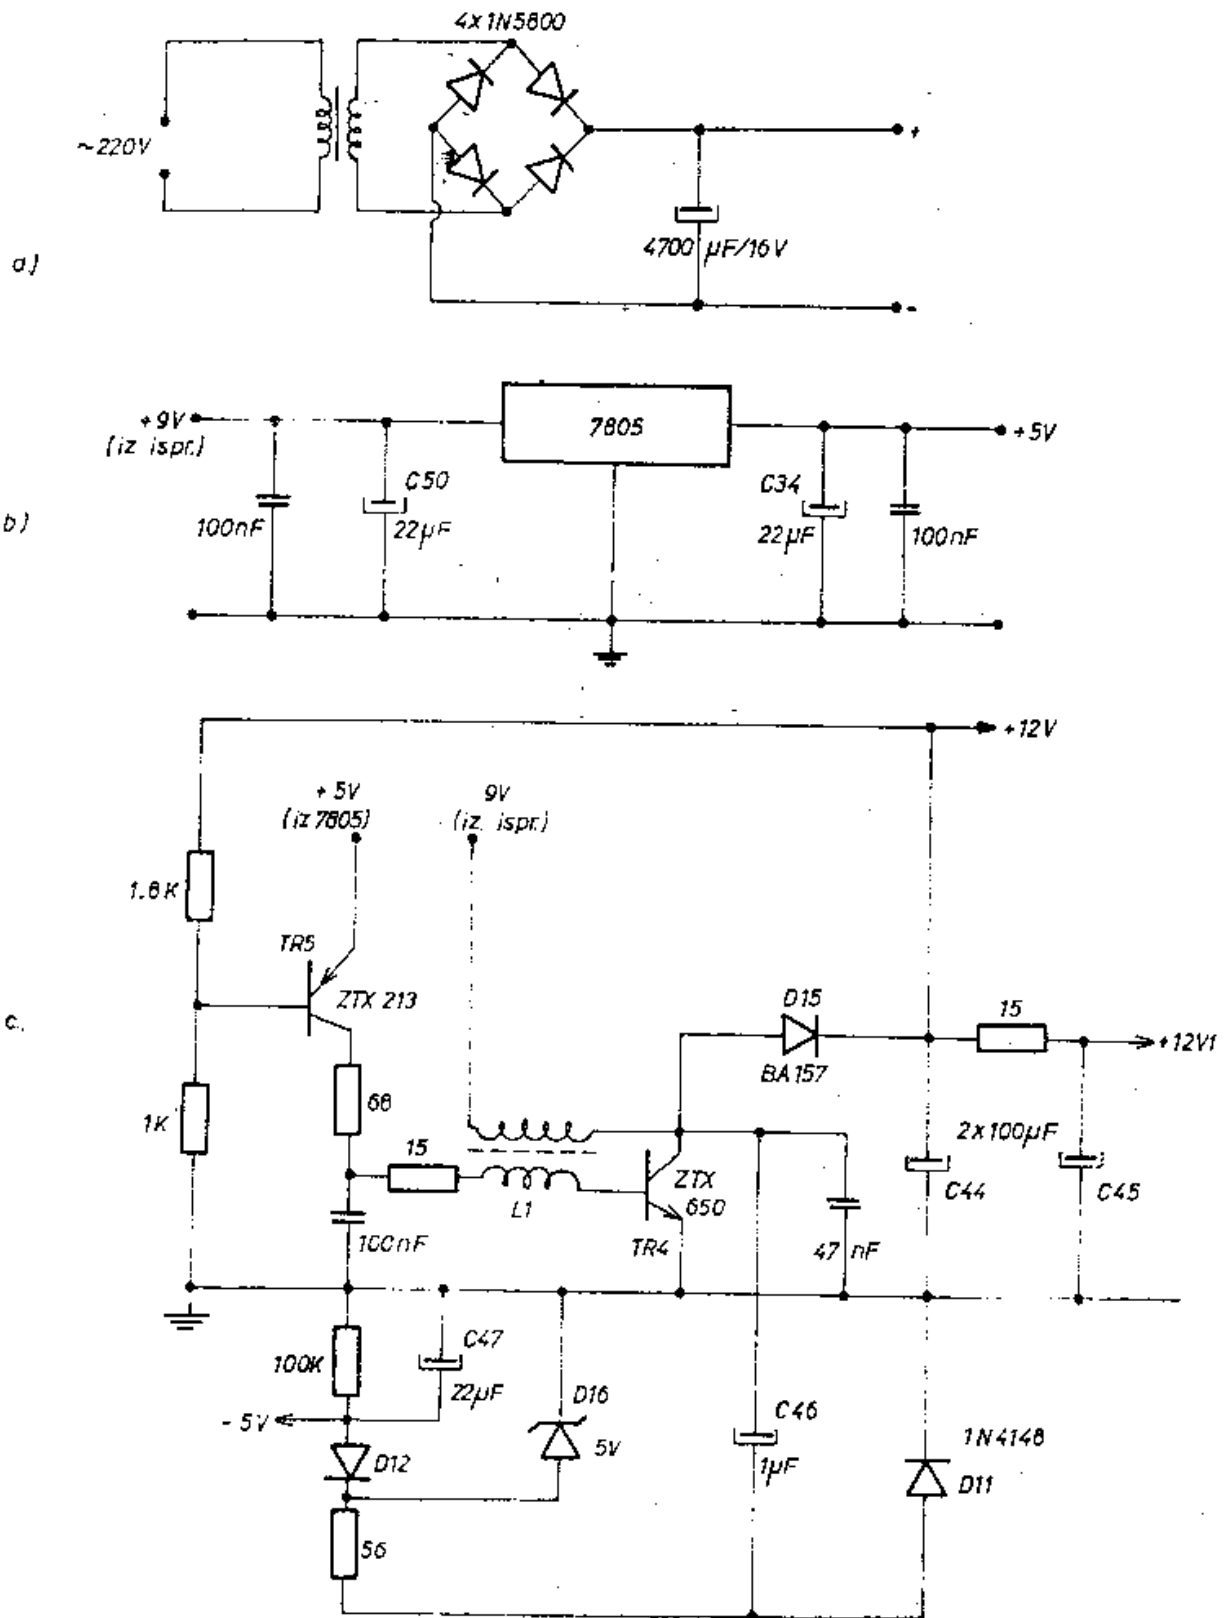 4x1N5800
~220V
+
4700 µF/16V
-
a)
+9V
(iz ispr.)
7805
+5V
C50
C34
100nF
22µF
22µF
100nF
b)
+12V
+5V
(iz 7805)
9V
(iz. ispr.)
1.8K
TR5
ZTX 213
D15
15
+12V1
BA157
c.
1K
68
15
2x100µF
ZTX
650
C44
C45
L1
TR4
100nF
47 nF
100K
C47
22µF
D16
-5V
5V
C46
1µF
1N4148
D12
D11
56